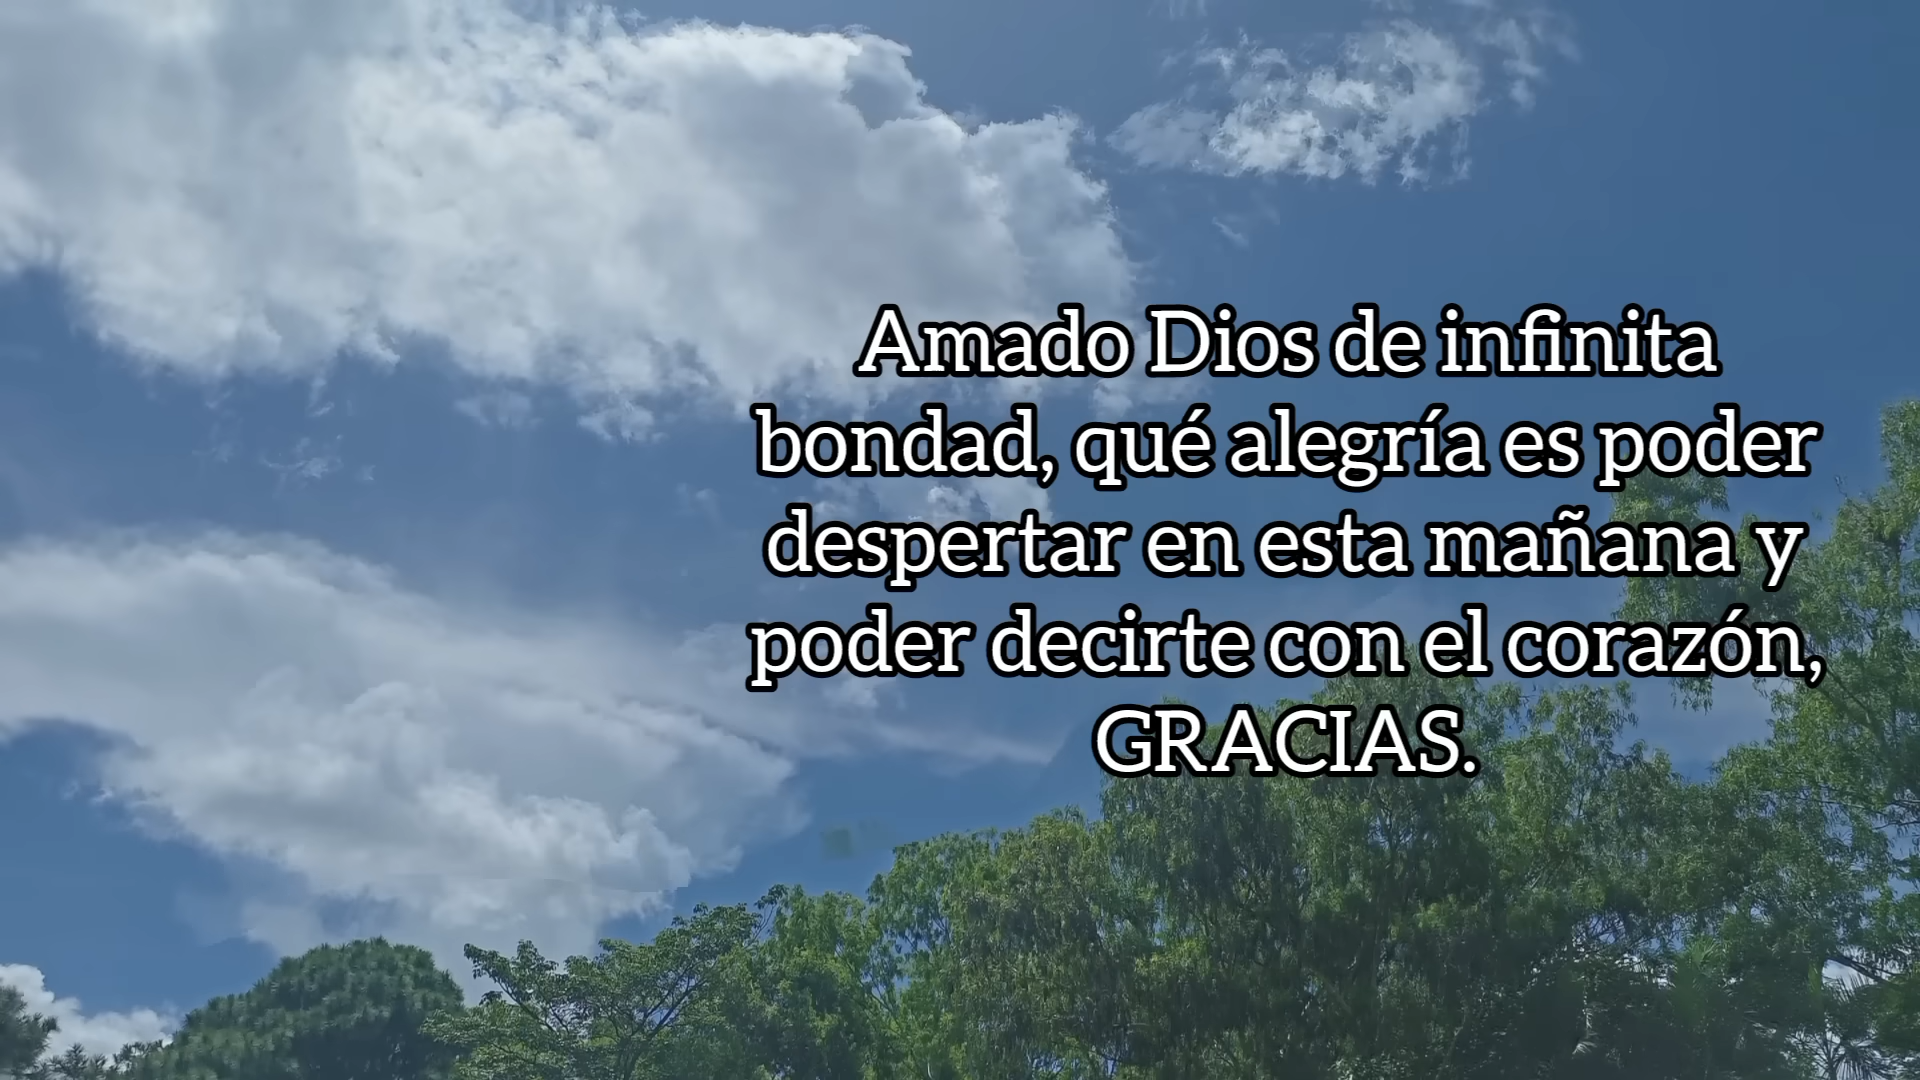 Amado Dios de infinita
bondad, qué alegría es poder
despertar en esta mañana y
poder decirte con el corazón,
GRACIAS.